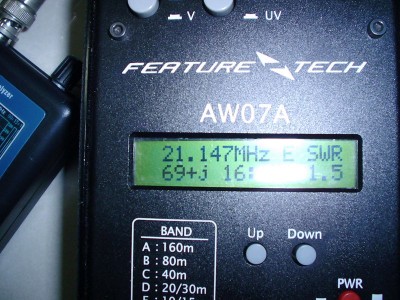 V
UV
FEATURE TECH
AW07A
21.147MHz E SWR
69+j 16: 1.5
BAND
A : 160m
B : 80m
C : 40m
D : 20/30m
Up
Down
PWR